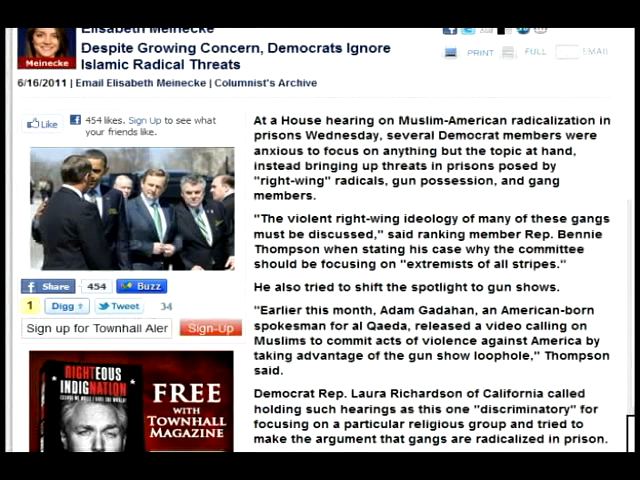 Elisabeth Meinecke
Despite Growing Concern, Democrats Ignore
Islamic Radical Threats
Meinecke
PRINT
FULL
EMAIL
6/16/2011 | Email Elisabeth Meinecke | Columnist's Archive
Like
454 likes. Sign Up to see what
your friends like.
Share
454
Buzz
1
Digg
Tweet
34
Sign up for Townhall Aler
Sign-Up
RIGHTEOUS
INDIGNATION
EXCUSE ME WHILE I SAVE THE WORLD!
FREE
WITH
TOWNHALL
MAGAZINE
At a House hearing on Muslim-American radicalization in
prisons Wednesday, several Democrat members were
anxious to focus on anything but the topic at hand,
instead bringing up threats in prisons posed by
"right-wing" radicals, gun possession, and gang
members.
"The violent right-wing ideology of many of these gangs
must be discussed," said ranking member Rep. Bennie
Thompson when stating his case why the committee
should be focusing on "extremists of all stripes."
He also tried to shift the spotlight to gun shows.
"Earlier this month, Adam Gadahan, an American-born
spokesman for al Qaeda, released a video calling on
Muslims to commit acts of violence against America by
taking advantage of the gun show loophole," Thompson
said.
Democrat Rep. Laura Richardson of California called
holding such hearings as this one "discriminatory" for
focusing on a particular religious group and tried to
make the argument that gangs are radicalized in prison.